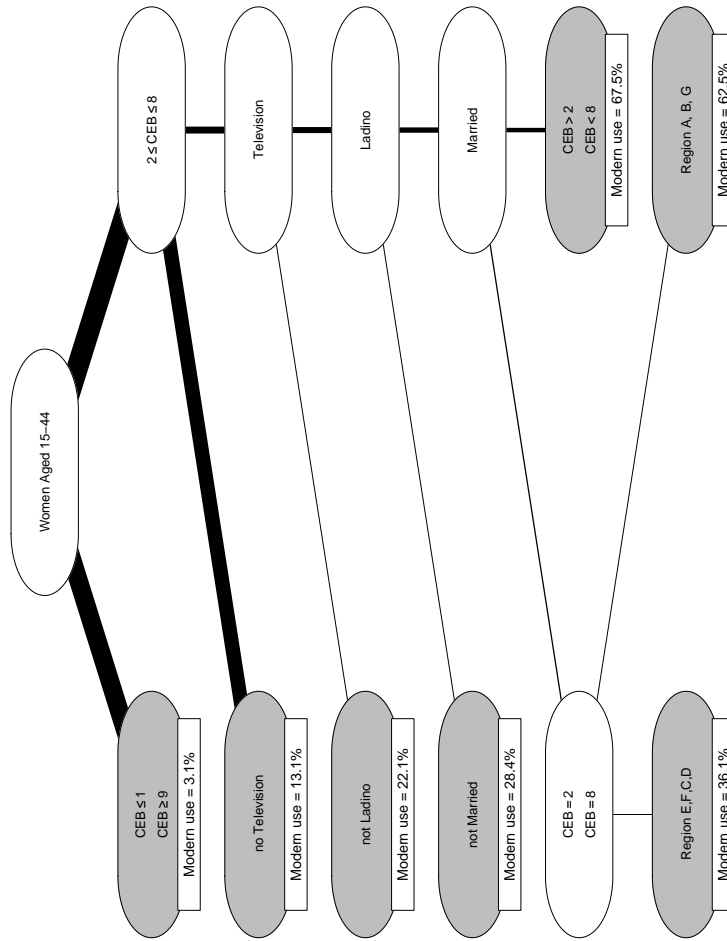 Women Aged 15−44
CEB ≤ 1
CEB ≥ 9
Modern use = 3.1%
2 ≤ CEB ≤ 8
no Television
Modern use = 13.1%
Television
not Ladino
Modern use = 22.1%
Ladino
not Married
Modern use = 28.4%
Married
CEB = 2
CEB = 8
CEB > 2
CEB < 8
Modern use = 67.5%
Region E,F,C,D
Modern use = 36.1%
Region A, B, G
Modern use = 62.5%